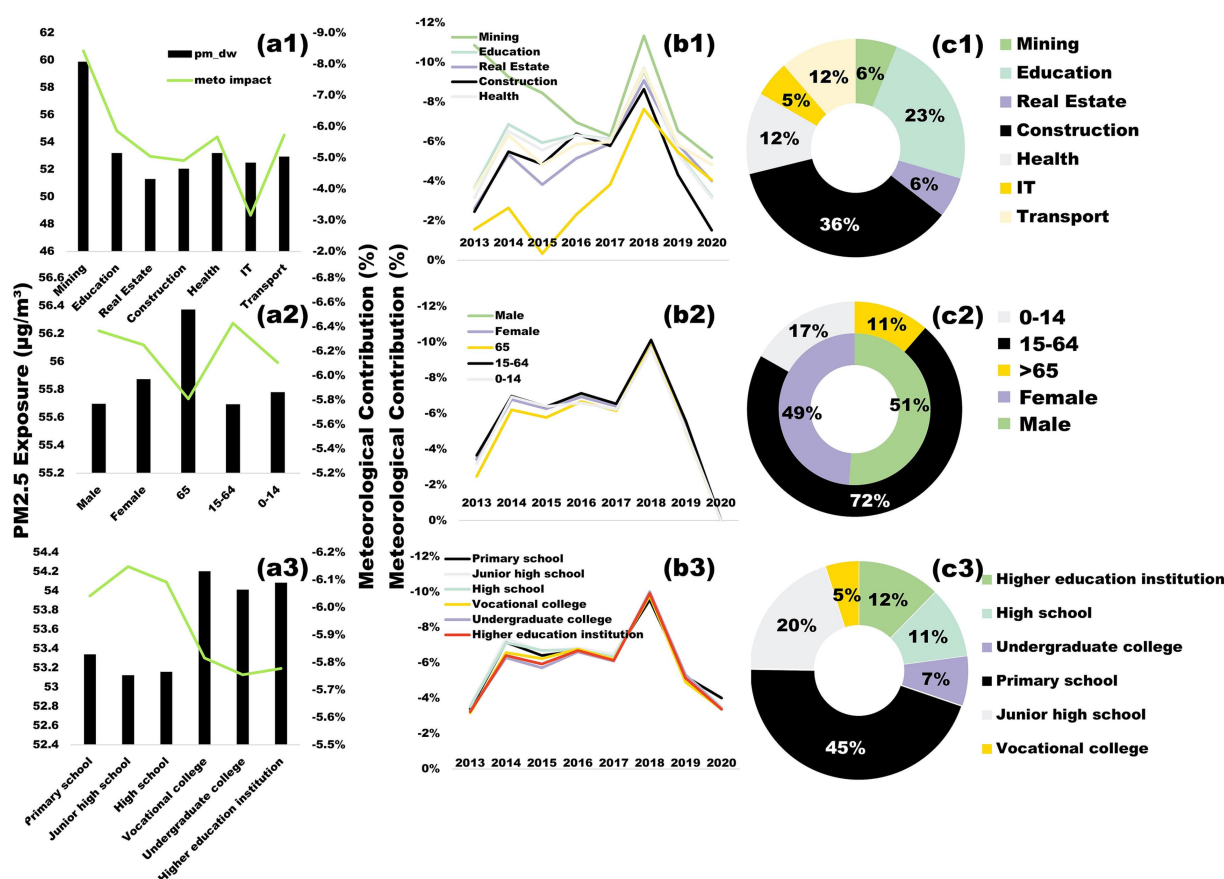 (a1)
62
60
58
56
54
52
50
48
46
pm_dw
meto impact
-9.0%
-8.0%
-7.0%
-6.0%
-5.0%
-4.0%
-3.0%
-2.0%
Mining
Education
Real Estate
Construction
Health
IT
Transport
(b1)
-12%
-10%
-8%
-6%
-4%
-2%
0%
Mining
Education
Real Estate
Construction
Health
2013 2014 2015 2016 2017 2018 2019 2020
(c1)
6%
23%
6%
36%
12%
5%
12%
Mining
Education
Real Estate
Construction
Health
IT
Transport
PM2.5 Exposure (μg/m³)
Meteorological Contribution (%)
Meteorological Contribution (%)
(a2)
56.6
56.4
56.2
56
55.8
55.6
55.4
55.2
-6.8%
-6.6%
-6.4%
-6.2%
-6.0%
-5.8%
-5.6%
-5.4%
-5.2%
Male
Female
65
15-64
0-14
(b2)
-12%
-10%
-8%
-6%
-4%
-2%
0%
Male
Female
65
15-64
0-14
2013 2014 2015 2016 2017 2018 2019 2020
(c2)
17%
11%
49%
51%
72%
0-14
15-64
>65
Female
Male
(a3)
54.4
54.2
54
53.8
53.6
53.4
53.2
53
52.8
52.6
52.4
-6.2%
-6.1%
-6.0%
-5.9%
-5.8%
-5.7%
-5.6%
-5.5%
Primary school
Junior high school
High school
Vocational college
Undergraduate college
Higher education institution
(b3)
-12%
-10%
-8%
-6%
-4%
-2%
0%
Primary school
Junior high school
High school
Vocational college
Undergraduate college
Higher education institution
2013 2014 2015 2016 2017 2018 2019 2020
(c3)
5%
12%
11%
7%
45%
20%
Higher education institution
High school
Undergraduate college
Primary school
Junior high school
Vocational college